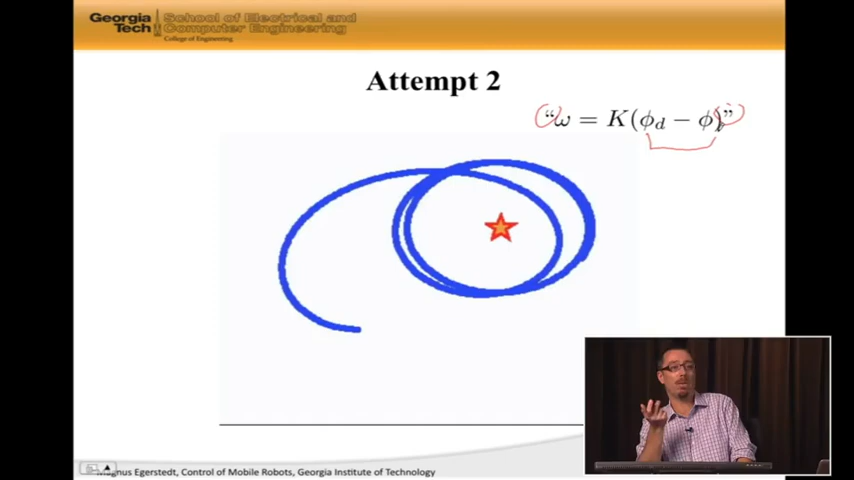 Georgia Tech
School of Electrical and Computer Engineering
College of Engineering
Attempt 2
“ω = K(ϕd − ϕ)”
Magnus Egerstedt, Control of Mobile Robots, Georgia Institute of Technology